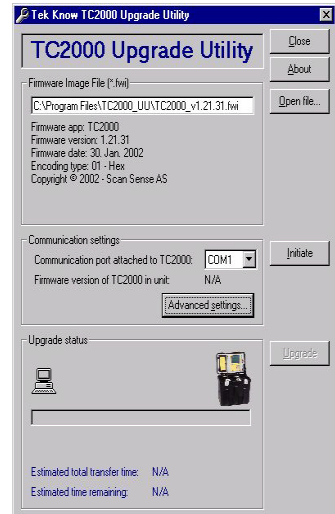 Tek Know TC2000 Upgrade Utility
TC2000 Upgrade Utility
Close
About
Firmware Image File (*.fwi)
C:\Program Files\TC2000_UU\TC2000_v1.21.31.fwi
Open file...
Firmware app: TC2000
Firmware version: 1.21.31
Firmware date: 30. Jan. 2002
Encoding type: 01 - Hex
Copyright © 2002 - Scan Sense AS
Communication settings
Communication port attached to TC2000: COM1
Initiate
Firmware version of TC2000 in unit: N/A
Advanced settings...
Upgrade status
Upgrade
Estimated total transfer time: N/A
Estimated time remaining: N/A